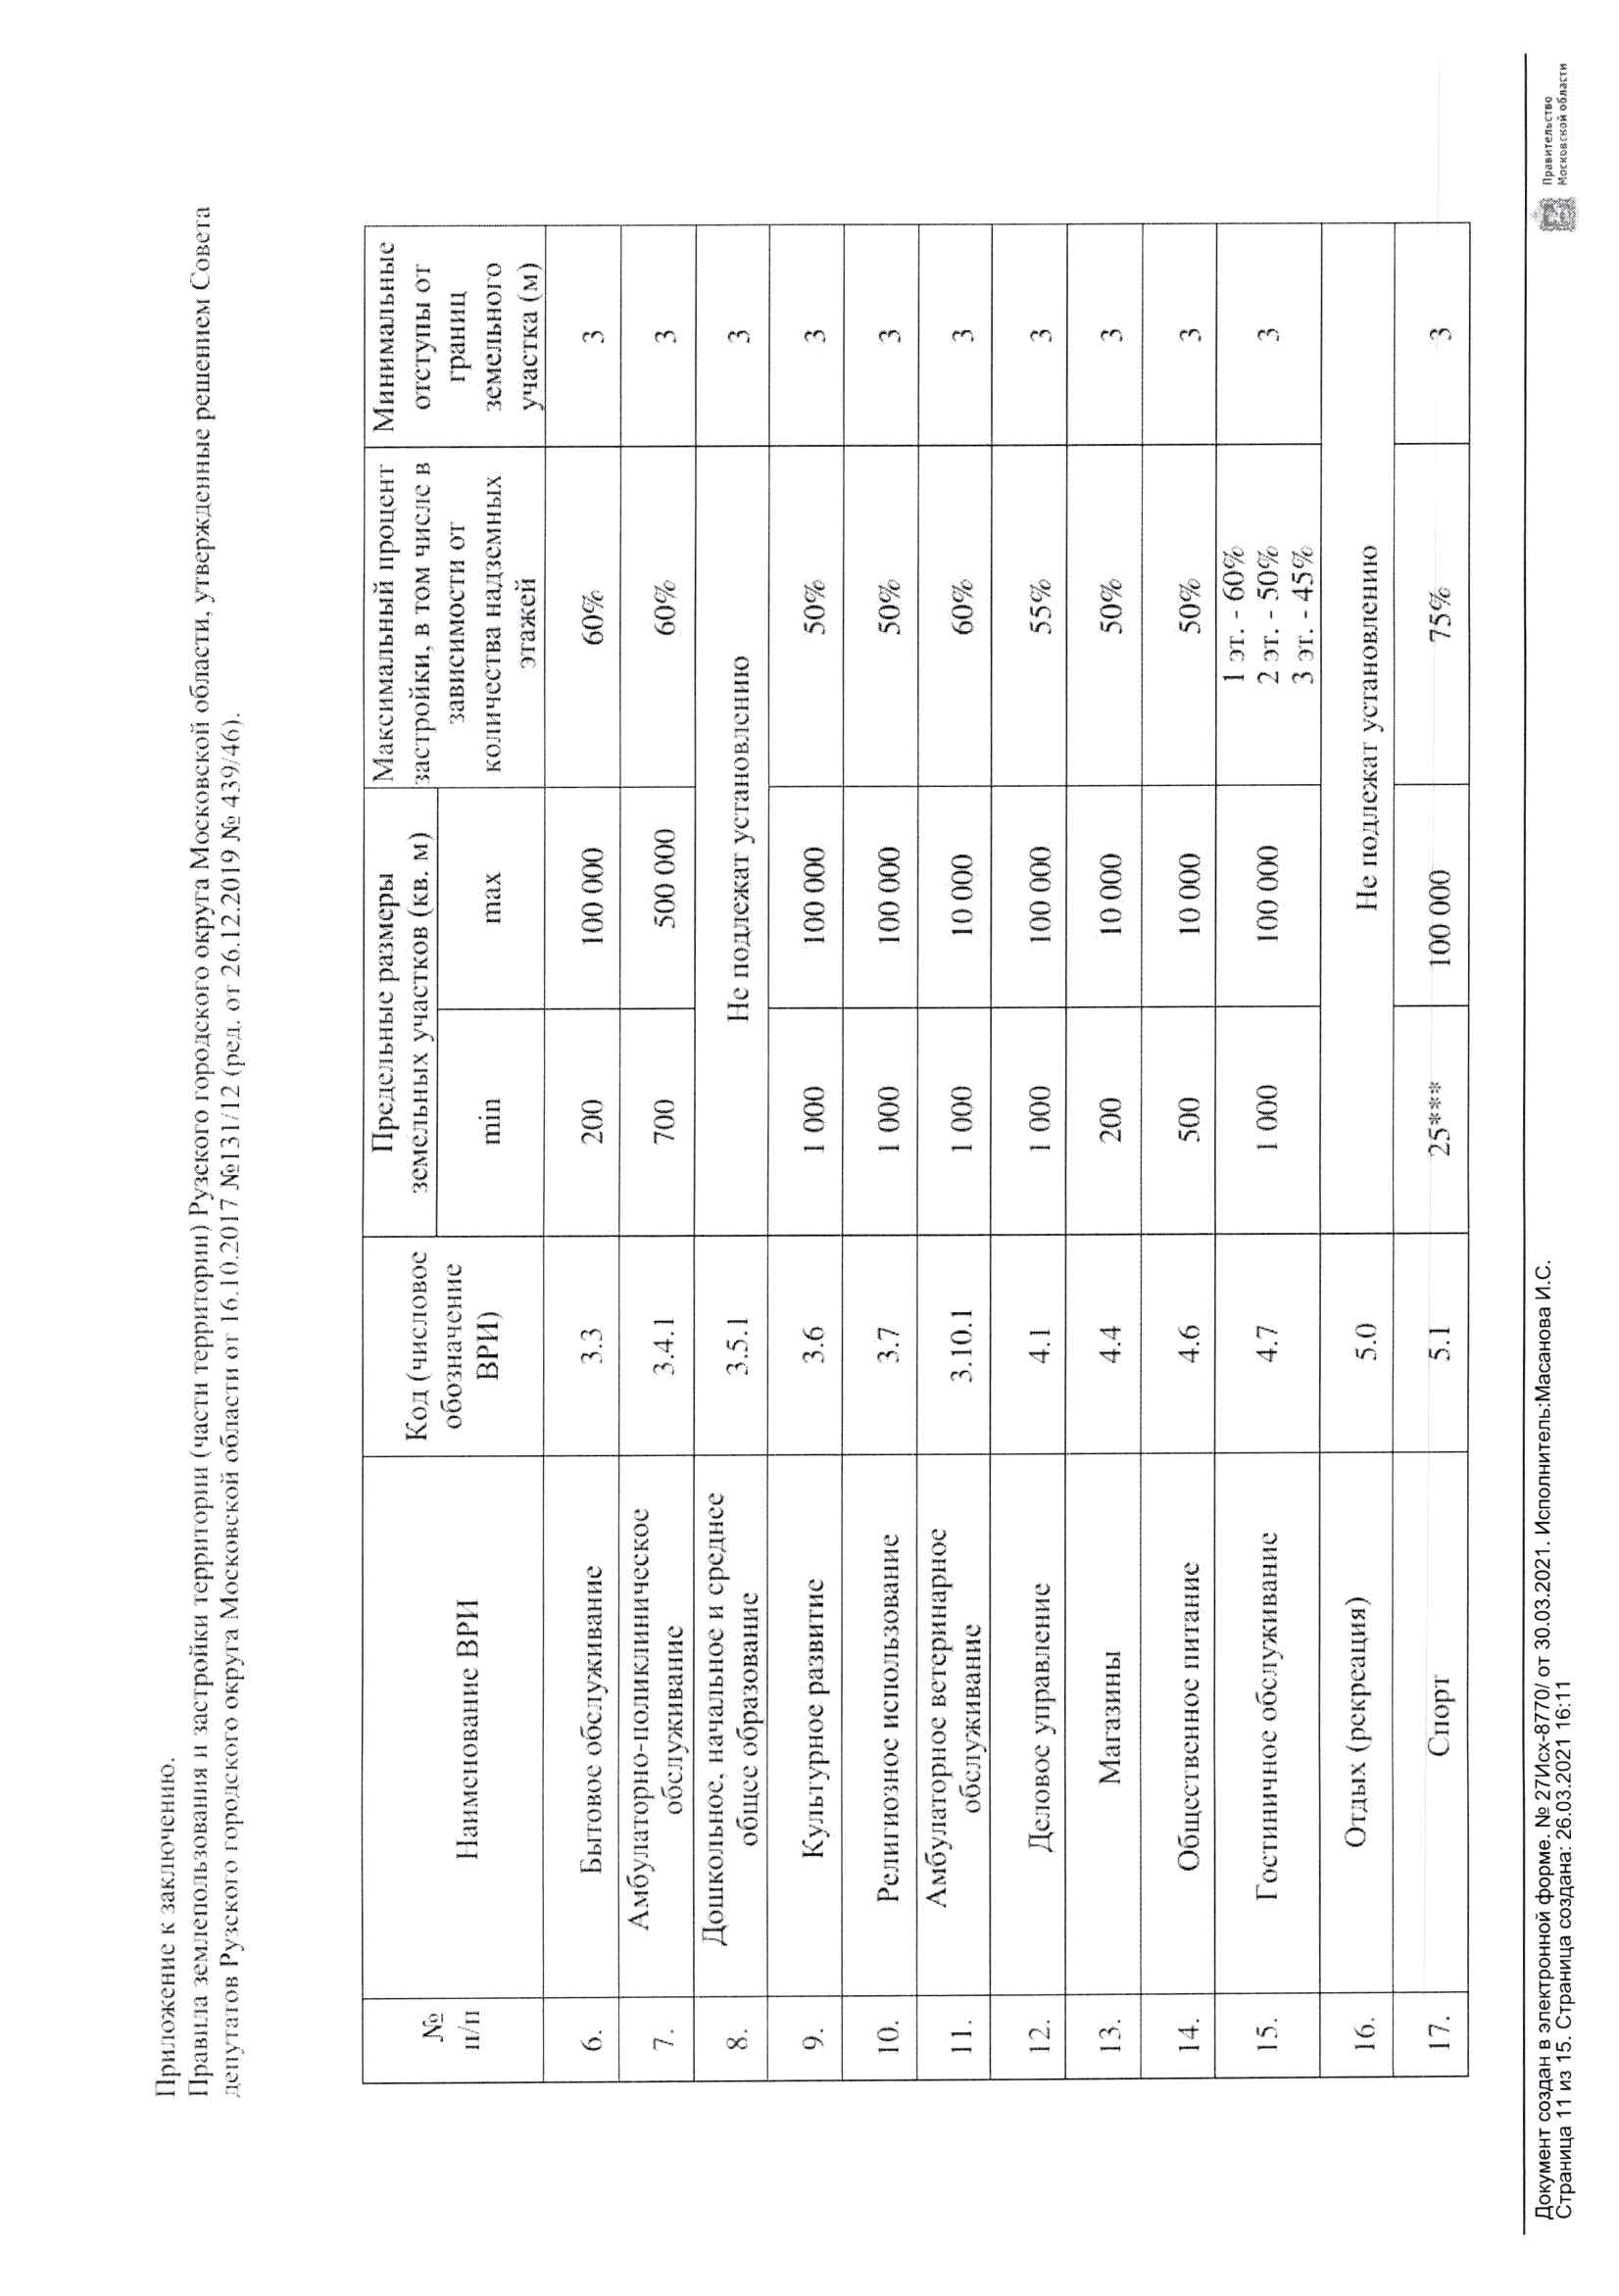 Приложение к заключению.
Правила землепользования и застройки территории (части территории) Рузского городского округа Московской области, утвержденные решением Совета
депутатов Рузского городского округа Московской области от 16.10.2017 №131/12 (ред. от 26.12.2019 № 439/46).
№ п/п
Наименование ВРИ
Код (числовое обозначение ВРИ)
Предельные размеры земельных участков (кв. м)
min
max
Максимальный процент застройки, в том числе в зависимости от количества надземных этажей
Минимальные отступы от границ земельного участка (м)
6. Бытовое обслуживание 3.3 200 100 000 60% 3
7. Амбулаторно-поликлиническое обслуживание 3.4.1 700 500 000 60% 3
8. Дошкольное, начальное и среднее общее образование 3.5.1 Не подлежат установлению 3
9. Культурное развитие 3.6 1 000 100 000 50% 3
10. Религиозное использование 3.7 1 000 100 000 50% 3
11. Амбулаторное ветеринарное обслуживание 3.10.1 1 000 10 000 60% 3
12. Деловое управление 4.1 1 000 100 000 55% 3
13. Магазины 4.4 200 10 000 50% 3
14. Общественное питание 4.6 500 10 000 50% 3
15. Гостиничное обслуживание 4.7 1 000 100 000 1 эт. - 60%
2 эт. - 50%
3 эт. - 45%
3
16. Отдых (рекреация) 5.0 Не подлежат установлению
17. Спорт 5.1 25*** 100 000 75% 3
Документ создан в электронной форме. № 27Исх-8770/ от 30.03.2021. Исполнитель:Масанова И.С.
Страница 11 из 15. Страница создана: 26.03.2021 16:11
Правительство
Московской области